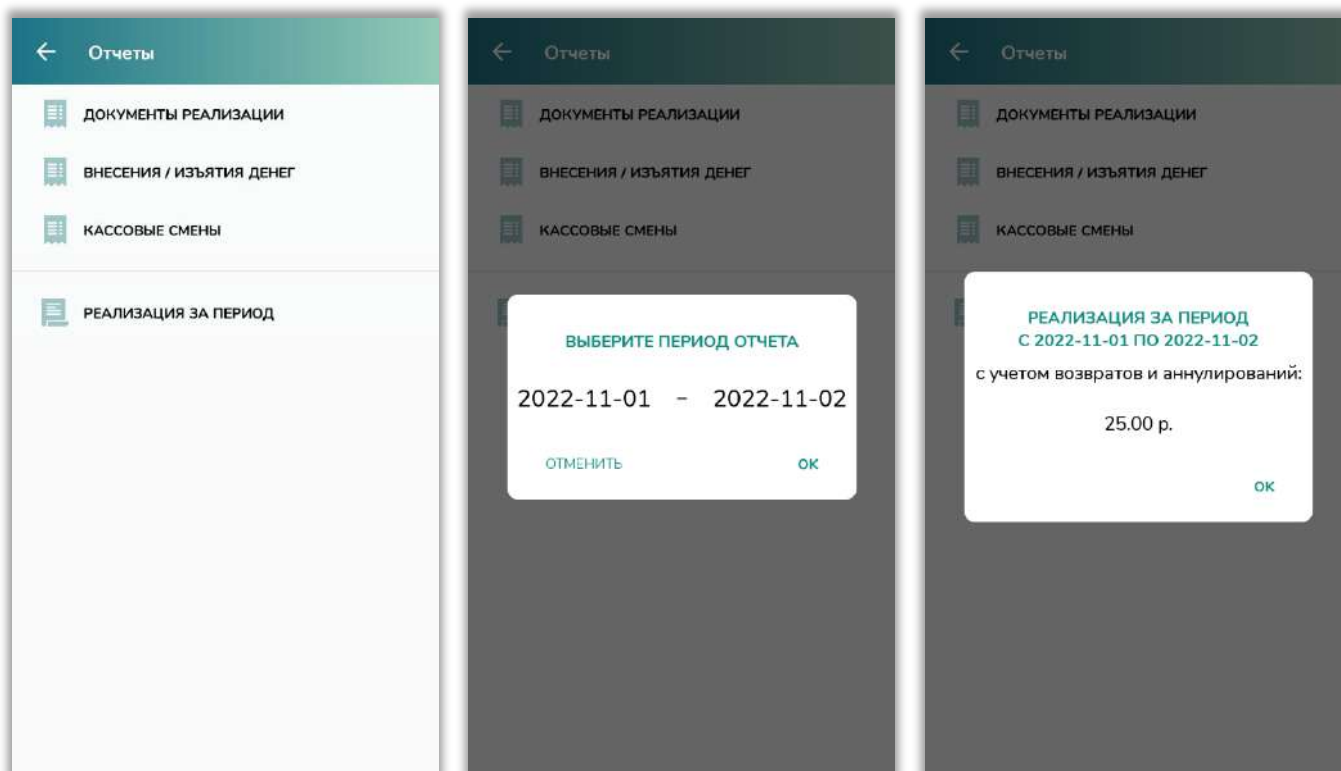 Отчеты
ДОКУМЕНТЫ РЕАЛИЗАЦИИ
ВНЕСЕНИЯ / ИЗЪЯТИЯ ДЕНЕГ
КАССОВЫЕ СМЕНЫ
РЕАЛИЗАЦИЯ ЗА ПЕРИОД
Отчеты
ДОКУМЕНТЫ РЕАЛИЗАЦИИ
ВНЕСЕНИЯ / ИЗЪЯТИЯ ДЕНЕГ
КАССОВЫЕ СМЕНЫ
ВЫБЕРИТЕ ПЕРИОД ОТЧЕТА
2022-11-01 - 2022-11-02
ОТМЕНИТЬ ОК
Отчеты
ДОКУМЕНТЫ РЕАЛИЗАЦИИ
ВНЕСЕНИЯ / ИЗЪЯТИЯ ДЕНЕГ
КАССОВЫЕ СМЕНЫ
РЕАЛИЗАЦИЯ ЗА ПЕРИОД
С 2022-11-01 ПО 2022-11-02
с учетом возвратов и аннулирований:
25.00 р.
ОК